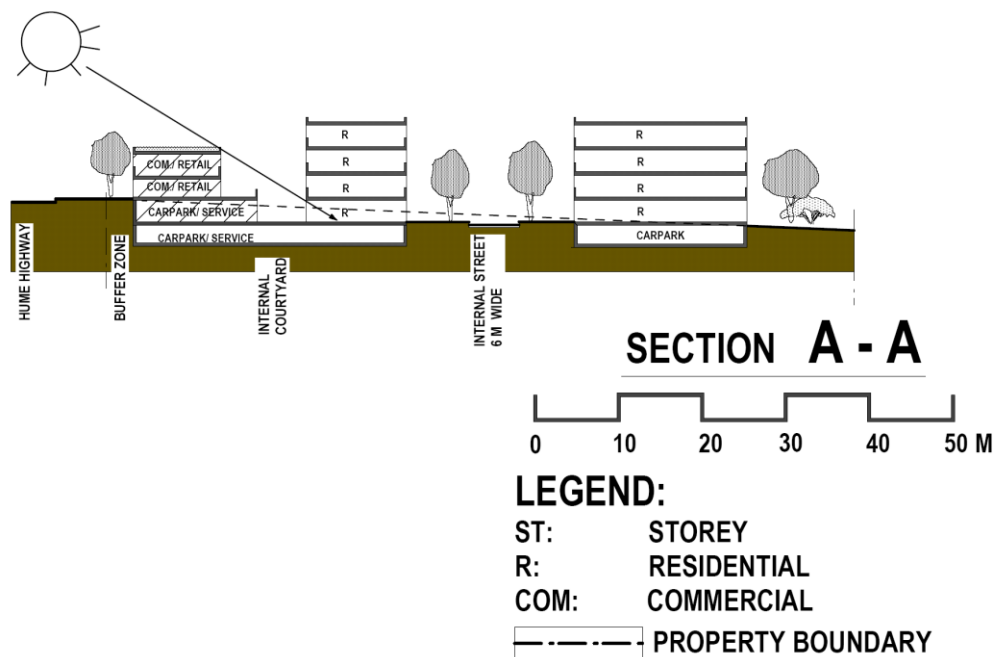 R
R
COM./ RETAIL
R
R
COM./ RETAIL
R
R
CARPARK/ SERVICE
R
R
CARPARK/ SERVICE
CARPARK
HUME HIGHWAY
BUFFER ZONE
INTERNAL
COURTYARD
INTERNAL STREET
6 M WIDE
SECTION A - A
0 10 20 30 40 50 M
LEGEND:
ST: STOREY
R: RESIDENTIAL
COM: COMMERCIAL
PROPERTY BOUNDARY